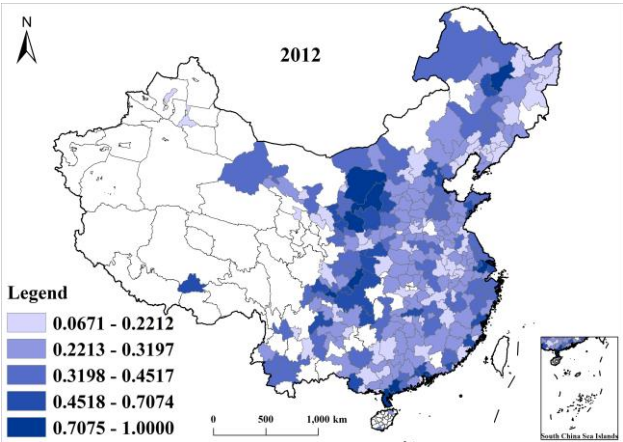 N
2012
Legend
0.0671 - 0.2212
0.2213 - 0.3197
0.3198 - 0.4517
0.4518 - 0.7074
0.7075 - 1.0000
0 500 1,000 km
South China Sea Islands